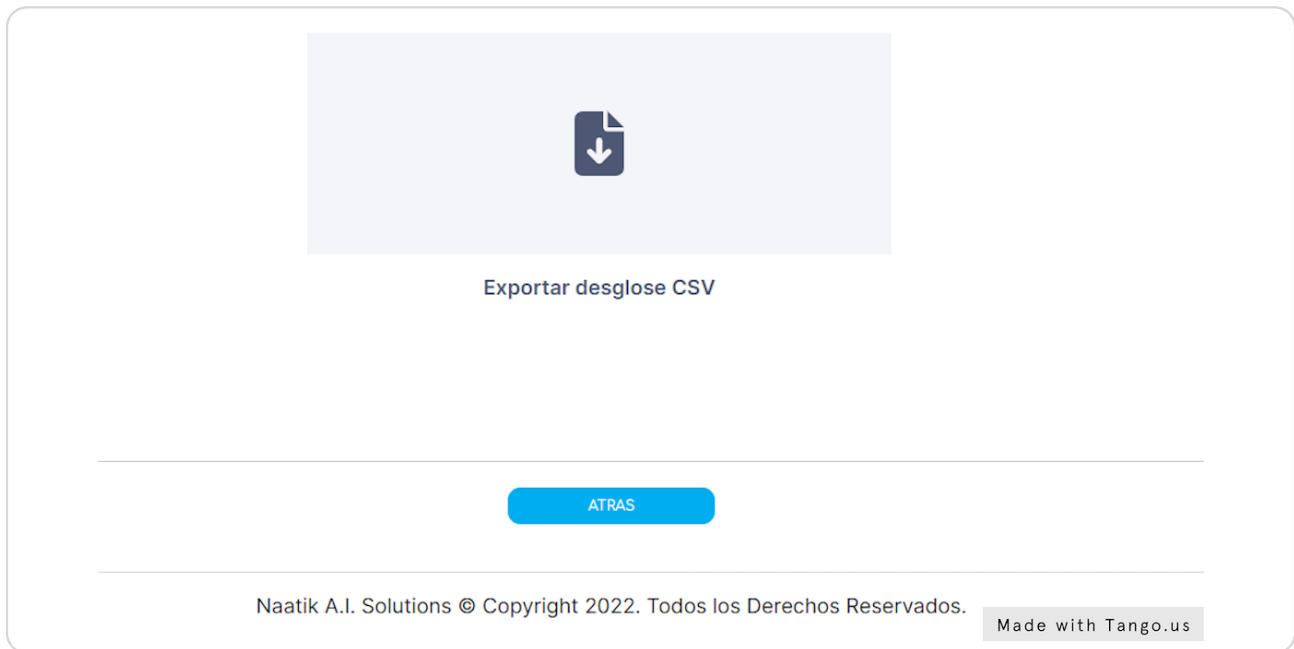 Exportar desglose CSV
ATRAS
Naatik A.I. Solutions © Copyright 2022. Todos los Derechos Reservados.
Made with Tango.us